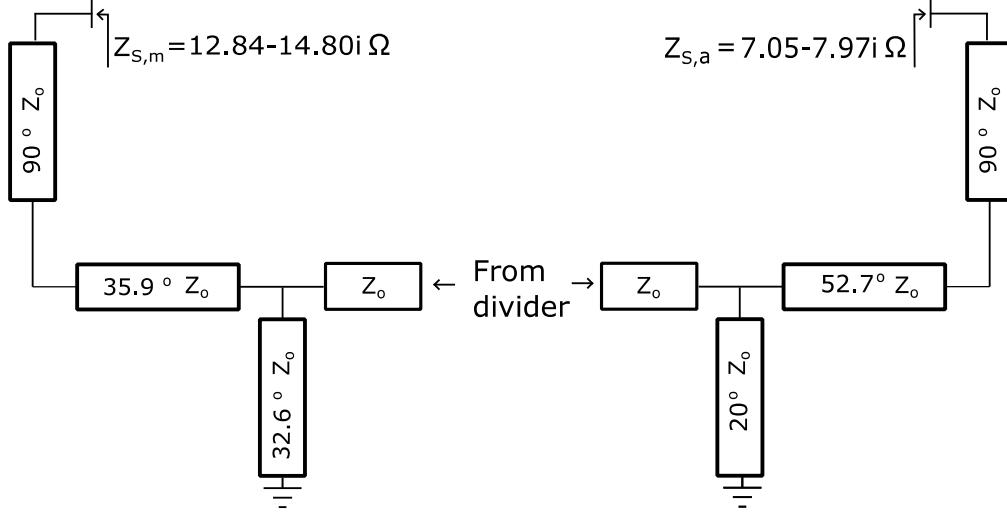 Z_S,m=12.84-14.80i Ω
Z_S,a=7.05-7.97i Ω
90° Z_o
90° Z_o
35.9° Z_o
Z_o
From
divider
Z_o
52.7° Z_o
32.6° Z_o
20° Z_o